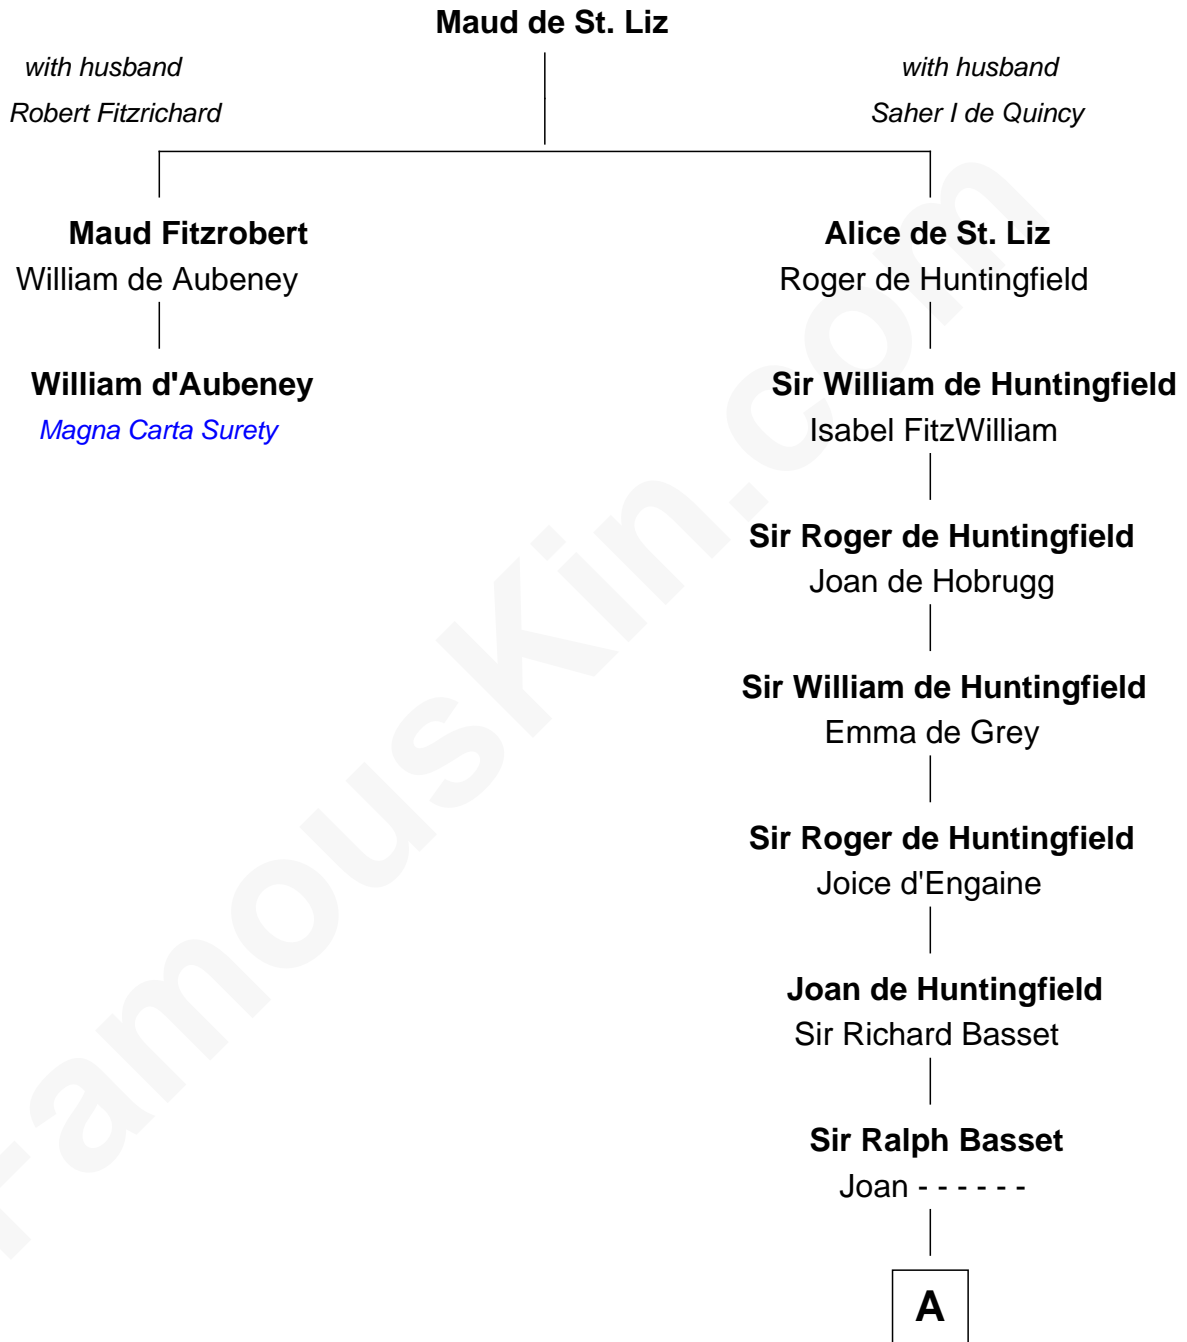 Maud de St. Liz
with husband
Robert Fitzrichard
with husband
Saher I de Quincy
Maud Fitzrobert
William de Aubeney
Alice de St. Liz
Roger de Huntingfield
William d'Aubeney
Magna Carta Surety
Sir William de Huntingfield
Isabel FitzWilliam
Sir Roger de Huntingfield
Joan de Hobrugg
Sir William de Huntingfield
Emma de Grey
Sir Roger de Huntingfield
Joice d'Engaine
Joan de Huntingfield
Sir Richard Basset
Sir Ralph Basset
Joan - - - - - -
A
FamousKin.com